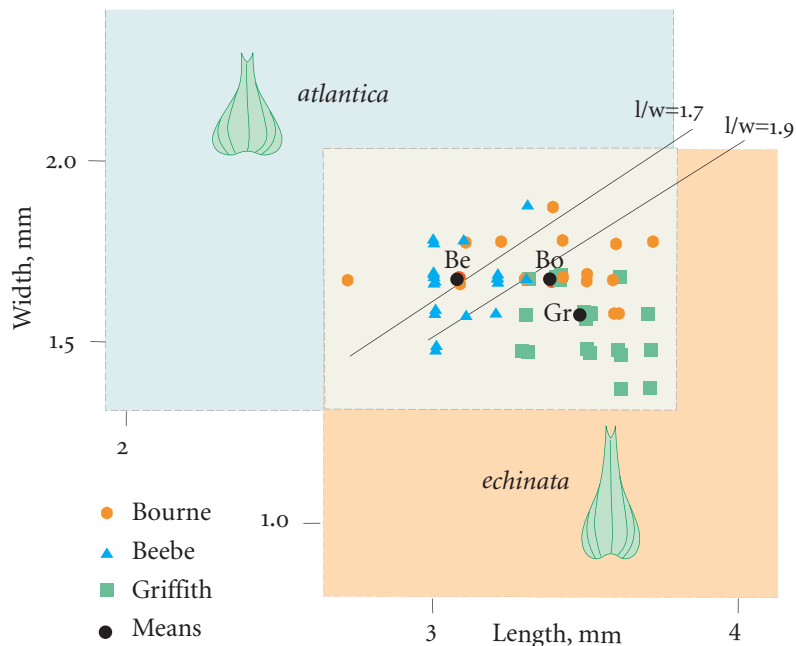 atlantica
l/w=1.7
l/w=1.9
2.0
Width, mm
Be
Bo
Gr
1.5
2
echinata
1.0
Bourne
Beebe
Griffith
Means
3
Length, mm
4